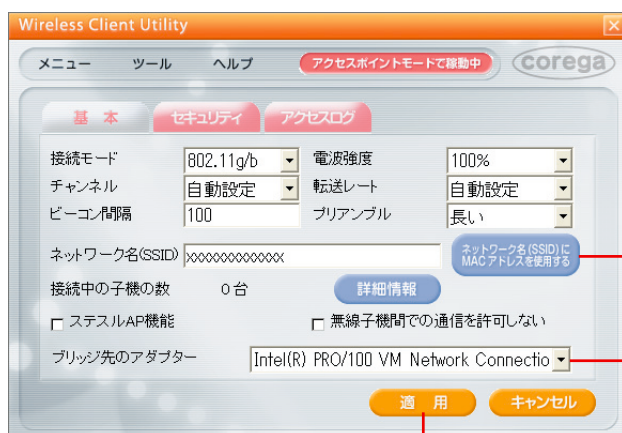 Wireless Client Utility
メニュー ツール ヘルプ アクセスポイントモードで稼動中 corega
基本 セキュリティ アクセスログ
接続モード 802.11g/b 電波強度 100%
チャンネル 自動設定 転送レート 自動設定
ビーコン間隔 100 プリアンブル 長い
ネットワーク名(SSID) xxxxxxxxxxxxx ネットワーク名(SSID)に
MACアドレスを使用する
接続中の子機の数 0台 詳細情報
ステスルAP機能 無線子機間での通信を許可しない
ブリッジ先のアダプター Intel(R) PRO/100 VM Network Connectio
適用 キャンセル